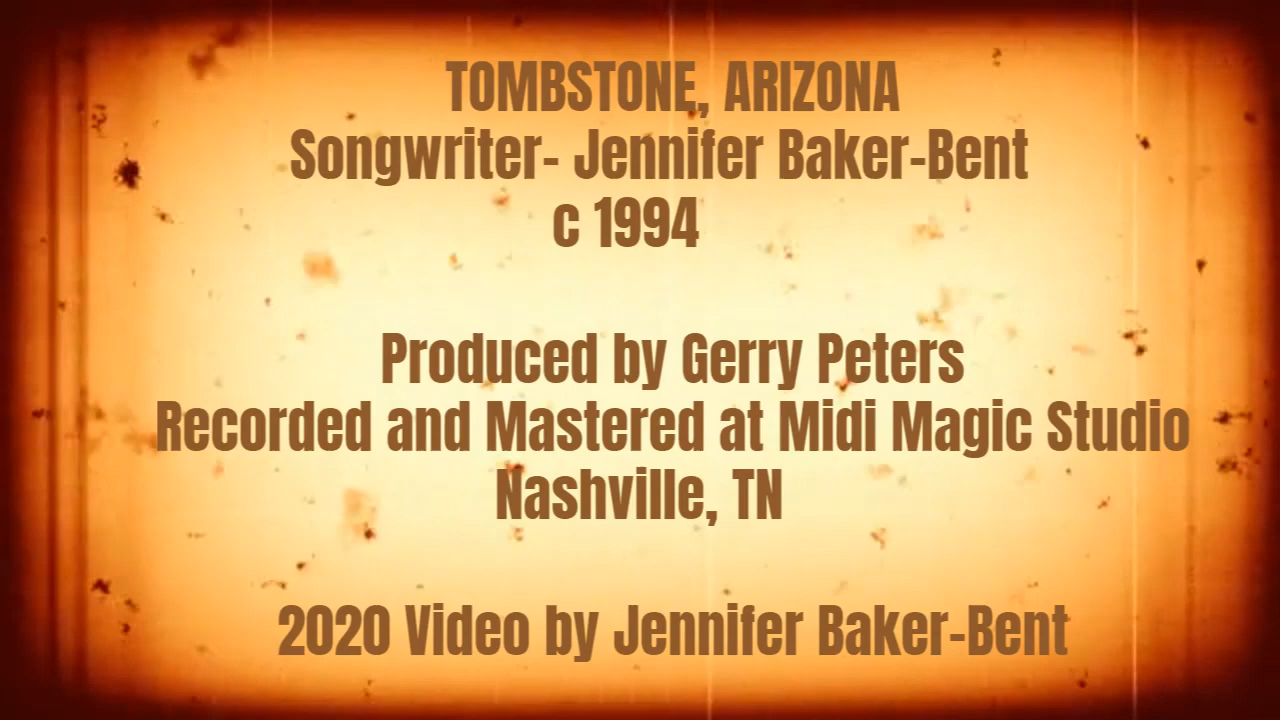 TOMBSTONE, ARIZONA
Songwriter- Jennifer Baker-Bent
c 1994
Produced by Gerry Peters
Recorded and Mastered at Midi Magic Studio
Nashville, TN
2020 Video by Jennifer Baker-Bent